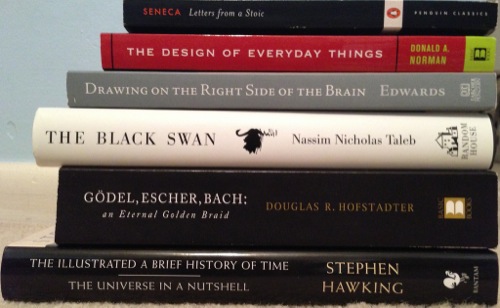 SENECA Letters from a Stoic PENGUIN CLASSICS
THE DESIGN OF EVERYDAY THINGS DONALD A.
NORMAN
DRAWING ON THE RIGHT SIDE OF THE BRAIN EDWARDS
THE BLACK SWAN Nassim Nicholas Taleb RANDOM HOUSE
GÖDEL, ESCHER, BACH:
an Eternal Golden Braid DOUGLAS R. HOFSTADTER BASIC BOOKS
THE ILLUSTRATED A BRIEF HISTORY OF TIME
THE UNIVERSE IN A NUTSHELL
STEPHEN
HAWKING
BANTAM